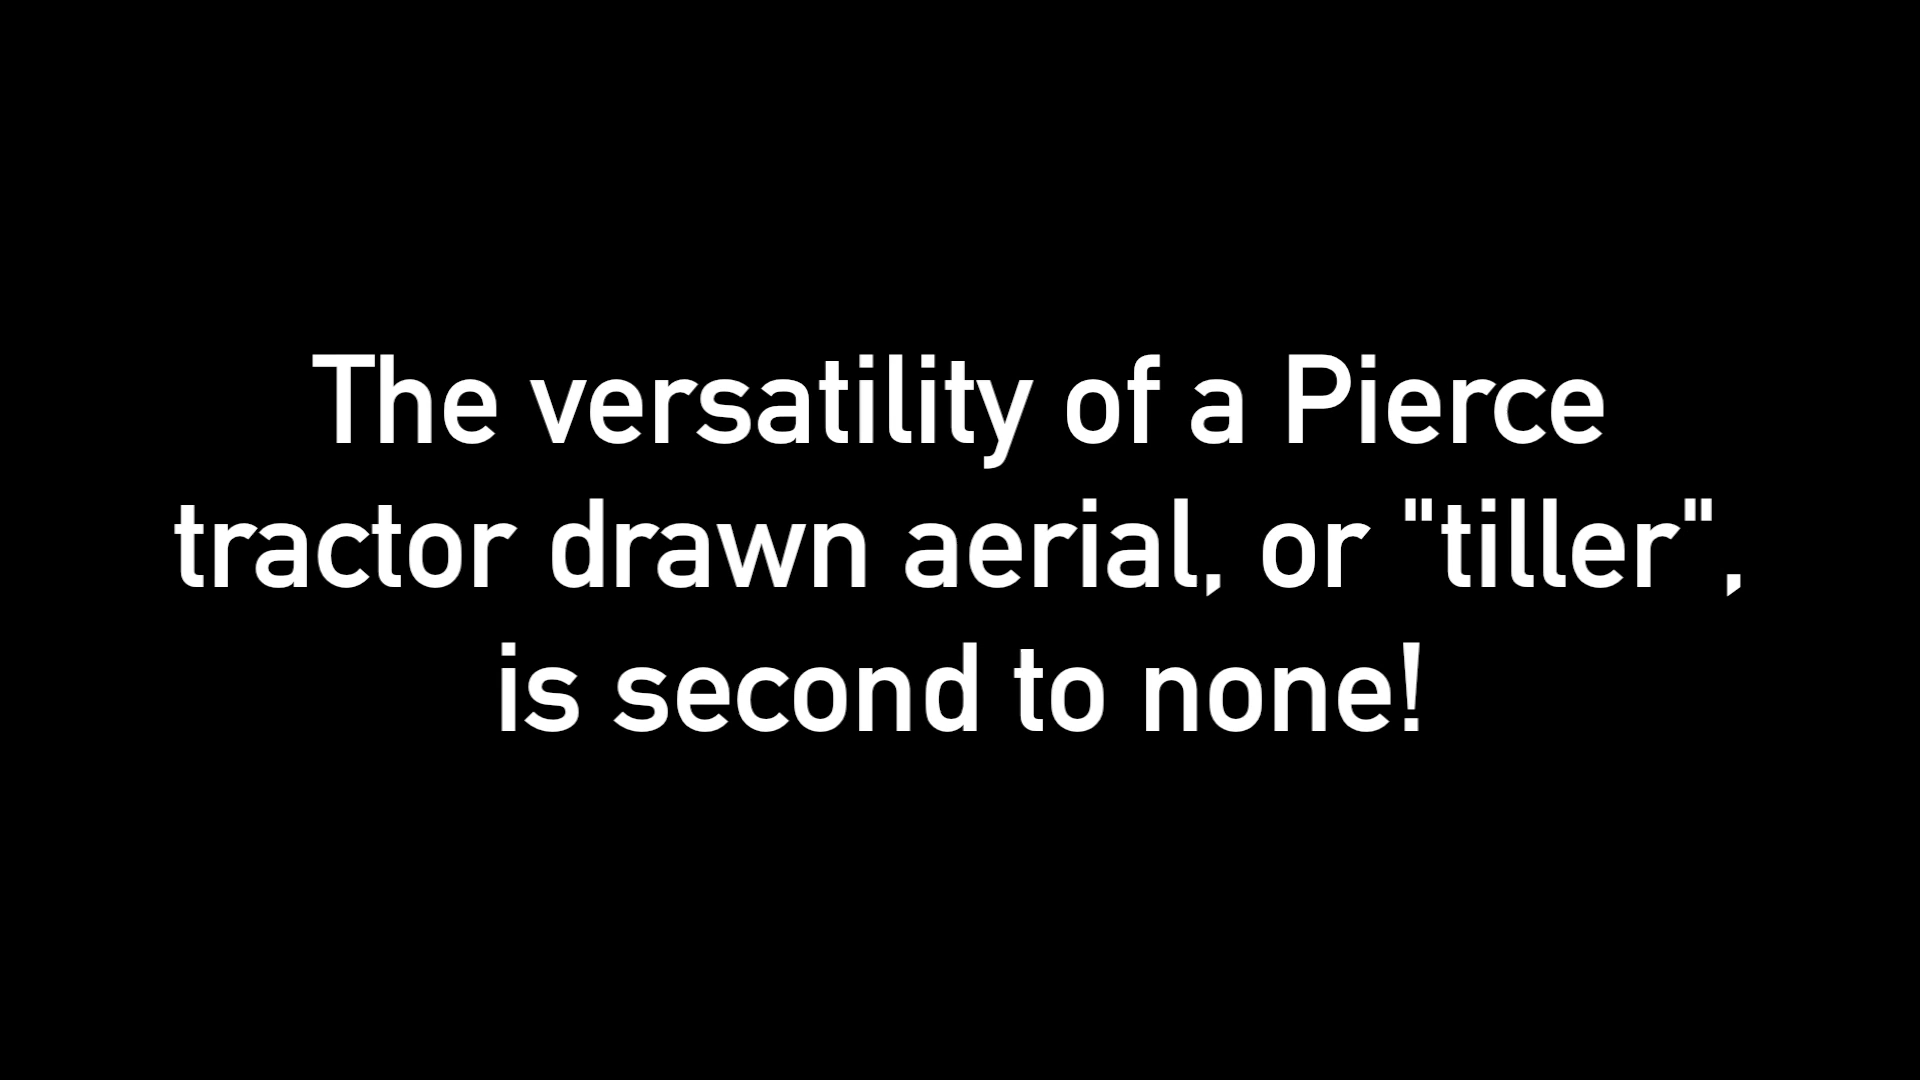 The versatility of a Pierce
tractor drawn aerial, or "tiller",
is second to none!